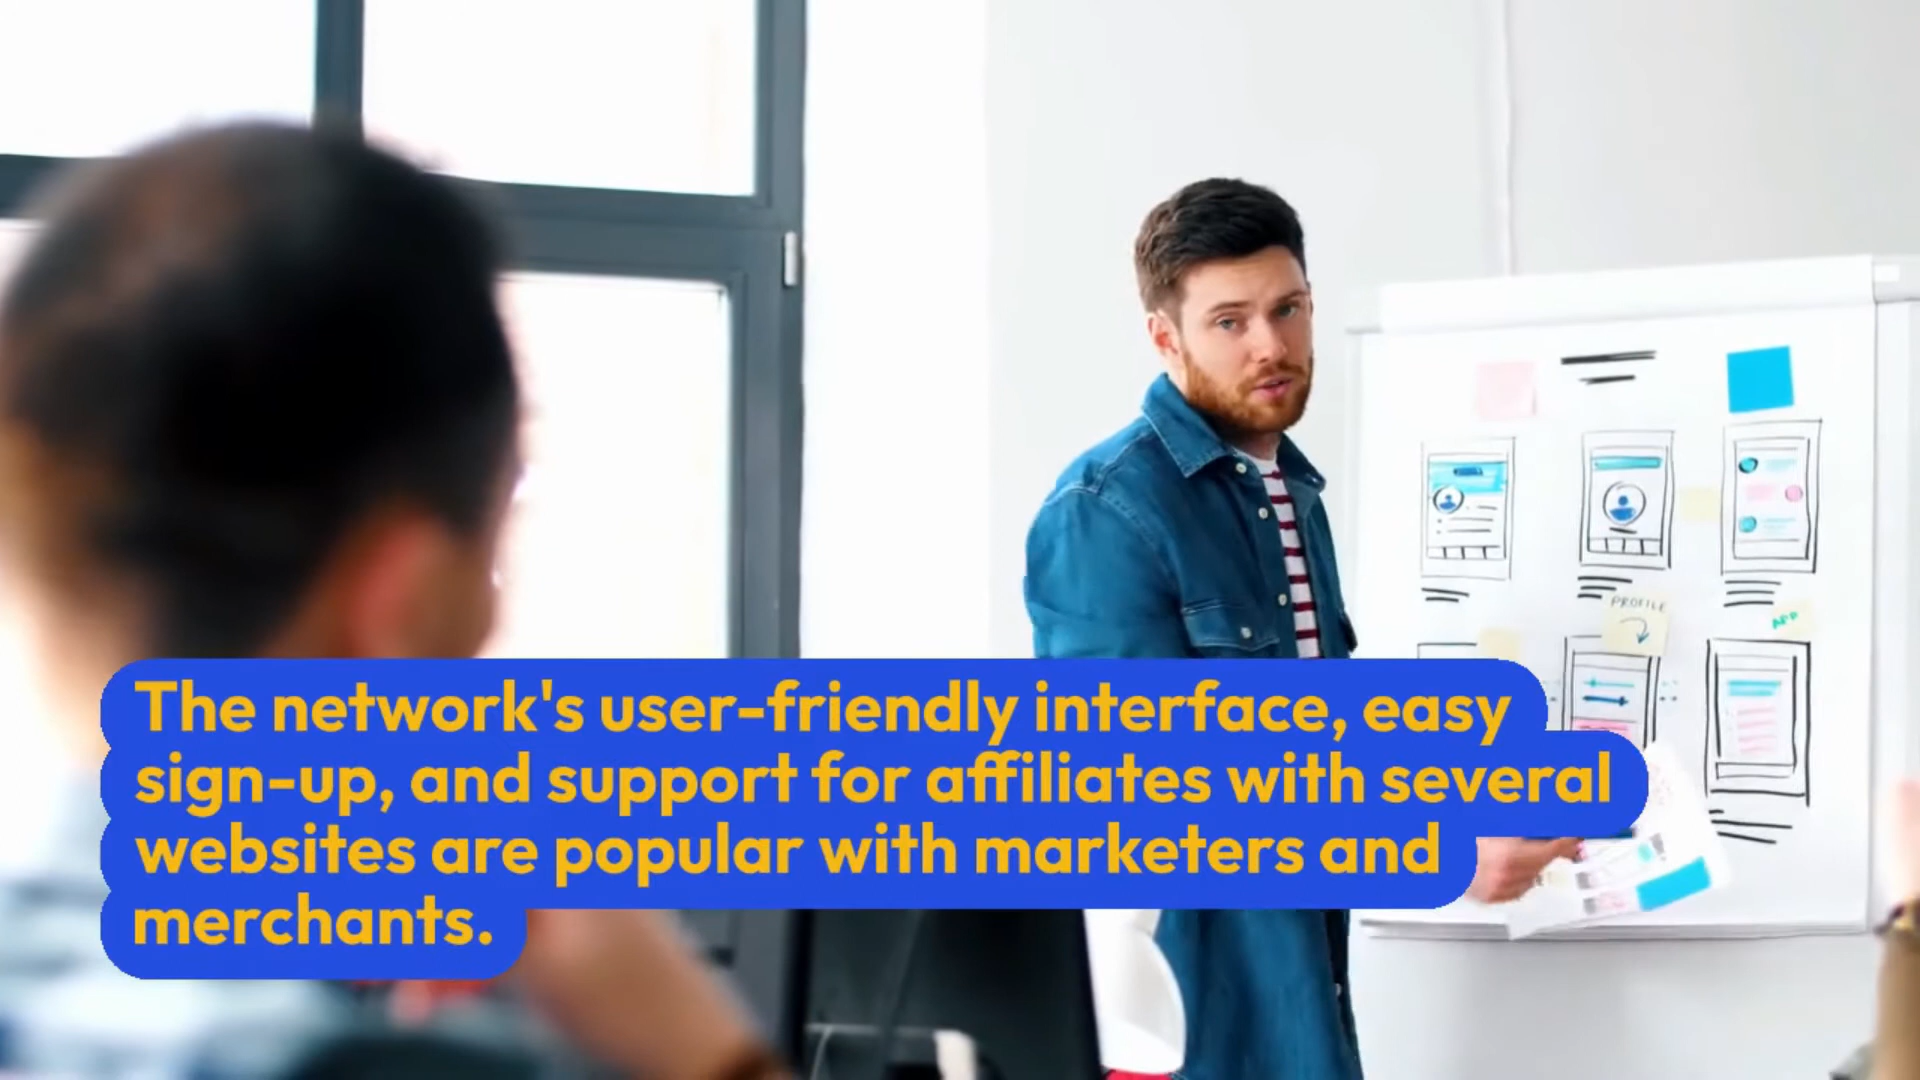 PROFILE
APP
The network's user-friendly interface, easy
sign-up, and support for affiliates with several
websites are popular with marketers and
merchants.